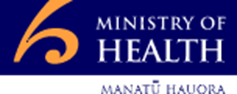 MINISTRY OF
HEALTH
MANATŪ HAUORA